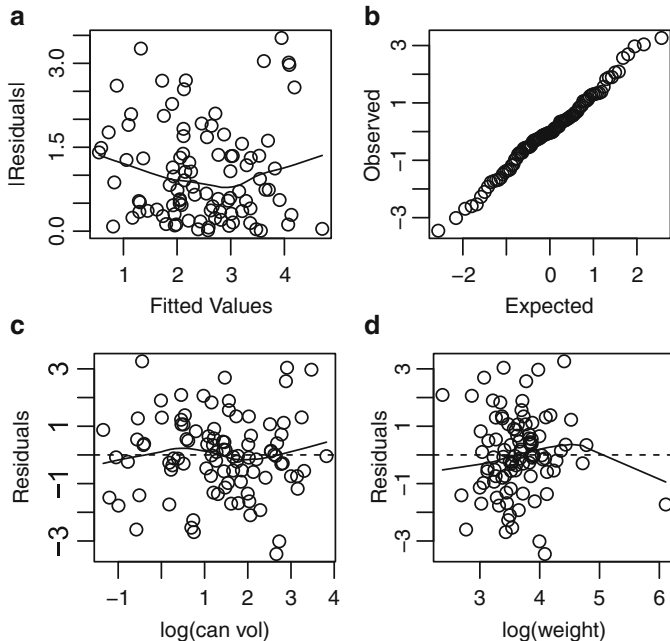 a
|Residuals|
0.0 1.5 3.0
1 2 3 4
Fitted Values
b
Observed
−3 −1 1 3
−2 −1 0 1 2
Expected
c
Residuals
−3 −1 1 3
−1 0 1 2 3 4
log(can vol)
d
Residuals
−3 −1 1 3
3 4 5 6
log(weight)